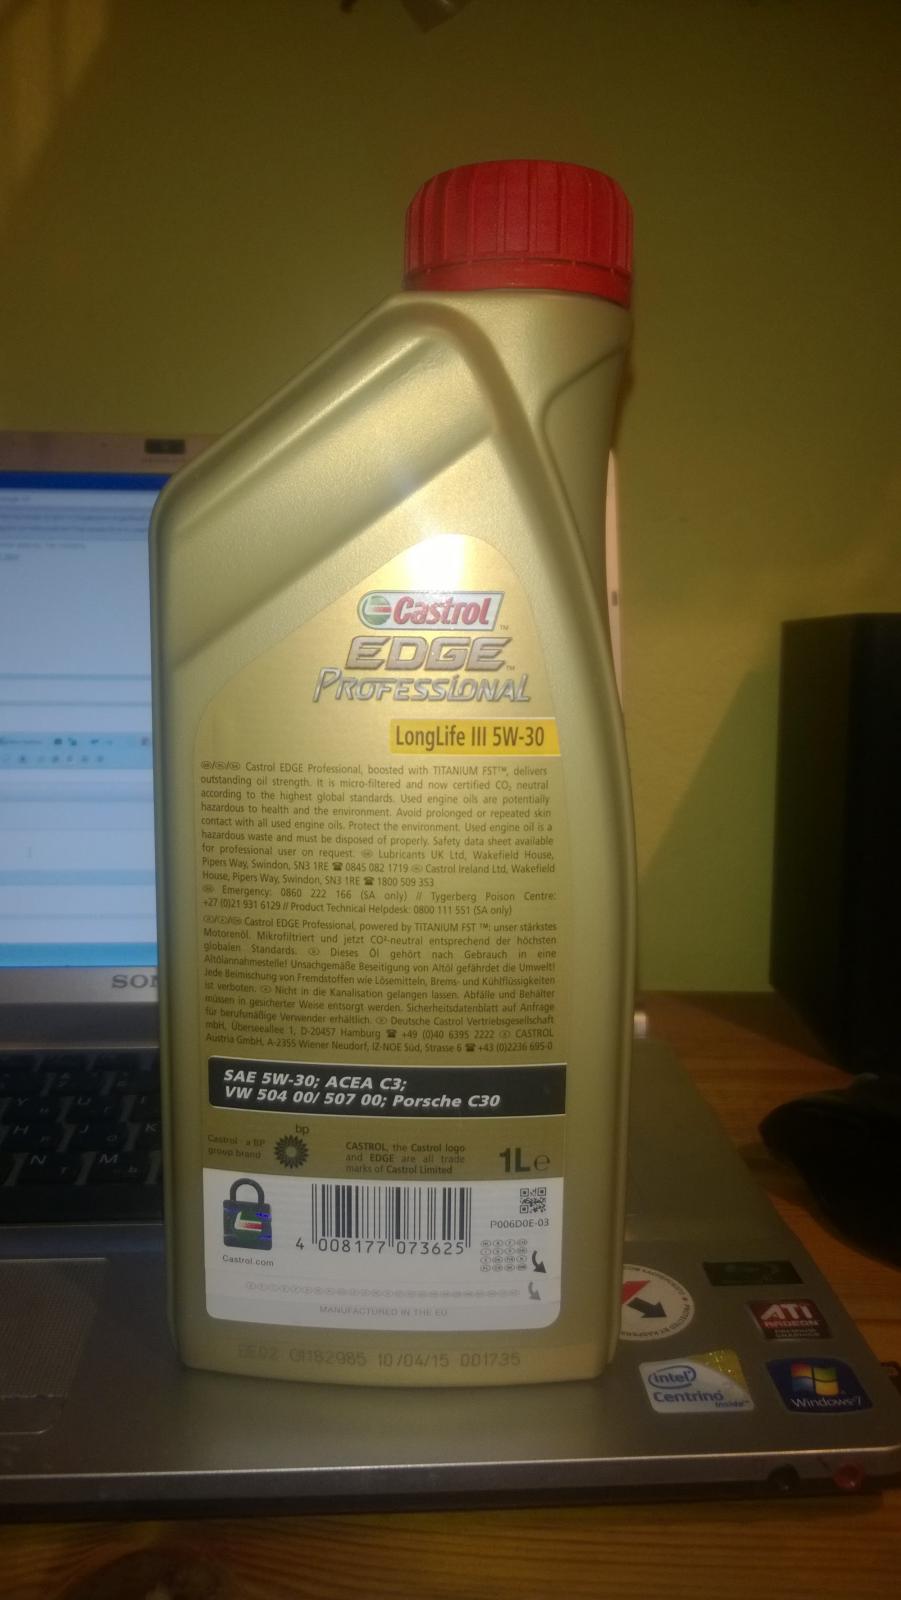 Castrol
EDGE
PROFESSIONAL
LongLife III 5W-30
Castrol EDGE Professional, boosted with TITANIUM FST™, delivers
outstanding oil strength. It is micro-filtered and now certified CO₂ neutral
according to the highest global standards. Used engine oils are potentially
hazardous to health and the environment. Avoid prolonged or repeated skin
contact with all used engine oils. Protect the environment. Used engine oil is a
hazardous waste and must be disposed of properly. Safety data sheet available
for professional user on request. Lubricants UK Ltd, Wakefield House,
Pipers Way, Swindon, SN3 1RE ☎ 0845 082 1719 Castrol Ireland Ltd, Wakefield
House, Pipers Way, Swindon, SN3 1RE ☎ 1800 509 353
Emergency: 0860 222 166 (SA only) // Tygerberg Poison Centre:
+27 (0)21 931 6129 // Product Technical Helpdesk: 0800 111 551 (SA only)
Castrol EDGE Professional, powered by TITANIUM FST ™: unser stärkstes
Motorenöl. Mikrofiltriert und jetzt CO²-neutral entsprechend der höchsten
globalen Standards. Dieses Öl gehört nach Gebrauch in eine
Altölannahmestelle! Unsachgemäße Beseitigung von Altöl gefährdet die Umwelt!
Jede Beimischung von Fremdstoffen wie Lösemitteln, Brems- und Kühlflüssigkeiten
ist verboten. Nicht in die Kanalisation gelangen lassen. Abfälle und Behälter
müssen in gesicherter Weise entsorgt werden. Sicherheitsdatenblatt auf Anfrage
für berufsmäßige Verwender erhältlich. Deutsche Castrol Vertriebsgesellschaft
mbH, Überseeallee 1, D-20457 Hamburg ☎ +49 (0)40 6395 2222 CASTROL
Austria GmbH, A-2355 Wiener Neudorf, IZ-NOE Süd, Strasse 6 ☎ +43 (0)2236 695-0
SAE 5W-30; ACEA C3;
VW 504 00/ 507 00; Porsche C30
bp
Castrol - a BP
group brand
CASTROL, the Castrol logo
and EDGE are all trade
marks of Castrol Limited
1L e
P006D0E-03
4 008177 073625
Castrol.com
MANUFACTURED IN THE EU
10/04/15 001735
SON
ATI
RADEON
PREMIUM
GRAPHICS
intel
Centrino
inside™
Windows 7